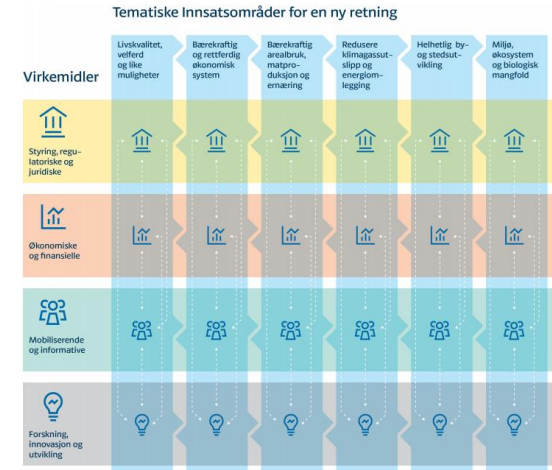 Tematiske Innsatsområder for en ny retning
Virkemidler
Livskvalitet,
velferd
og like
muligheter
Bærekraftig
og rettferdig
økonomisk
system
Bærekraftig
arealbruk,
matpro-
duksjon og
ernæring
Redusere
klimagassut-
slipp og
energiom-
legging
Helhetlig by-
og stedsut-
vikling
Miljø,
økosystem
og biologisk
mangfold
Styring, regu-
latoriske og
juridiske
Økonomiske
og finansielle
Mobiliserende
og informative
Forskning,
innovasjon og
utvikling